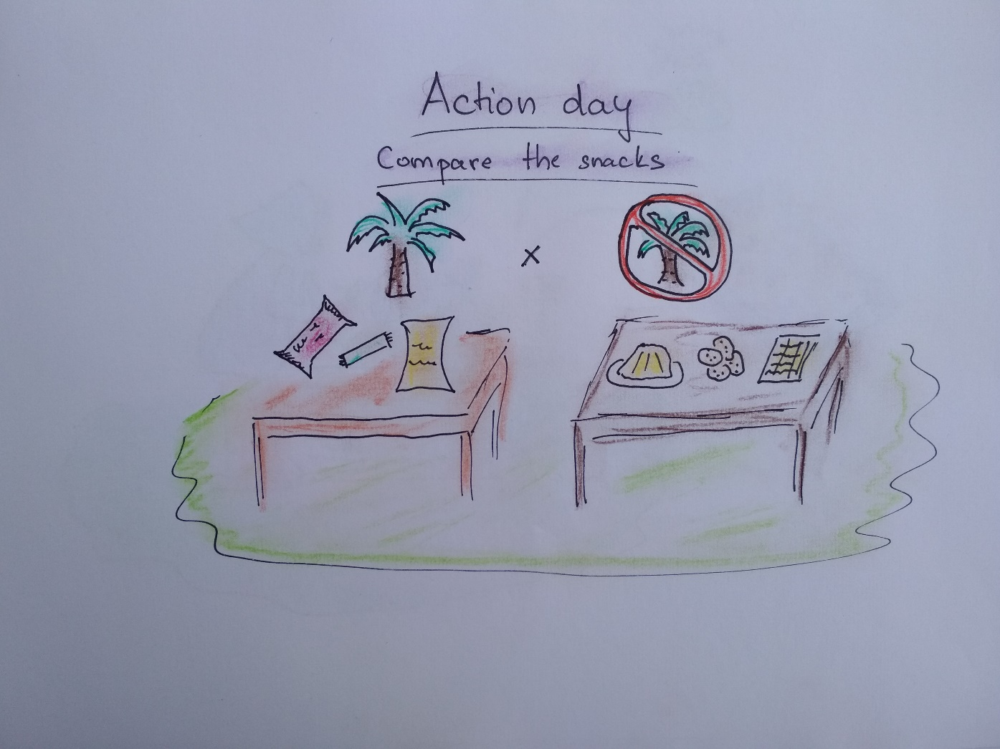 Action day
Compare the snacks
x